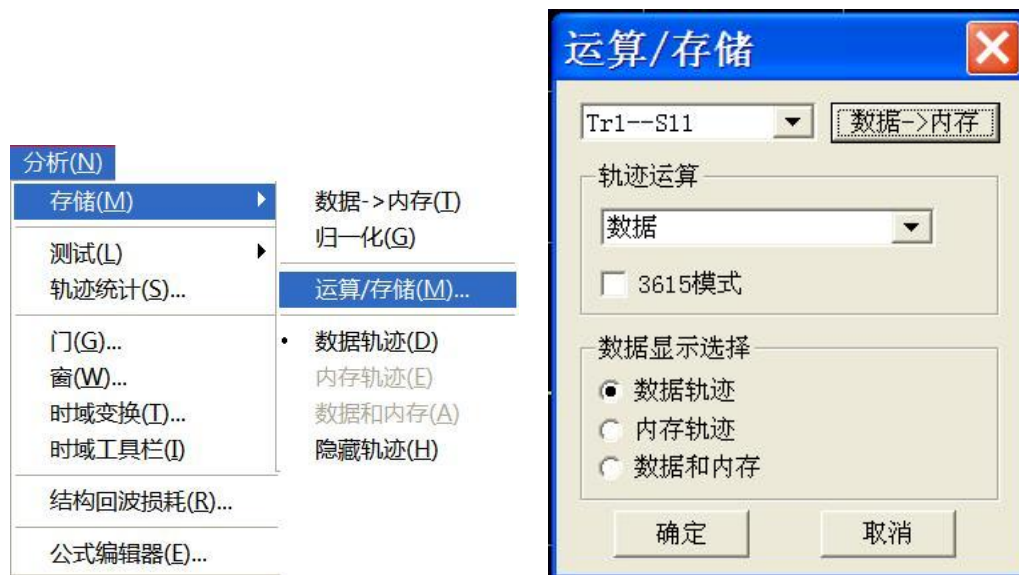 分析(N)
存储(M)
测试(L)
轨迹统计(S)...
门(G)...
窗(W)...
时域变换(T)...
时域工具栏(I)
结构回波损耗(R)...
公式编辑器(E)...
数据->内存(T)
归一化(G)
运算/存储(M)...
数据轨迹(D)
内存轨迹(E)
数据和内存(A)
隐藏轨迹(H)
运算/存储
Tr1--S11
数据->内存
轨迹运算
数据
3615模式
数据显示选择
数据轨迹
内存轨迹
数据和内存
确定 取消